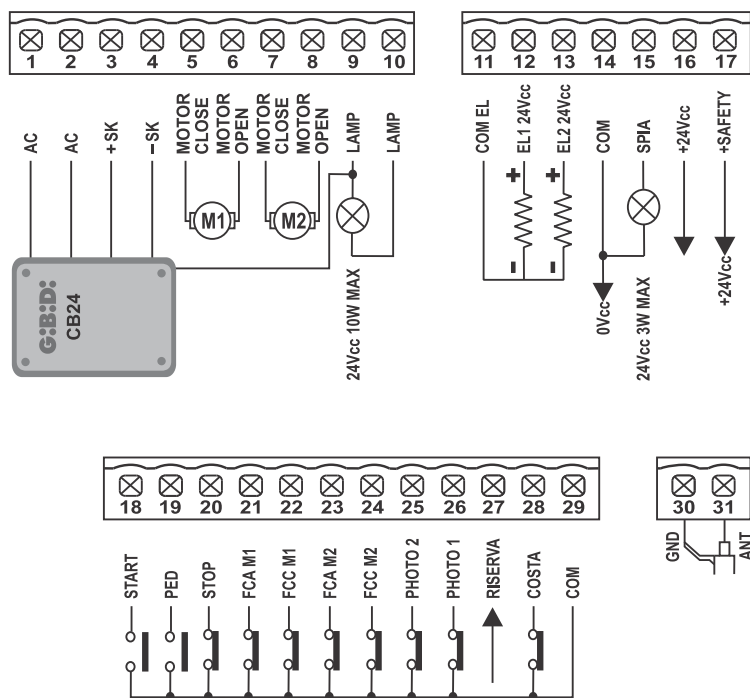 1 2 3 4 5 6 7 8 9 10
11 12 13 14 15 16 17
AC
AC
+SK
–SK
MOTOR
CLOSE
MOTOR
OPEN
MOTOR
CLOSE
MOTOR
OPEN
LAMP
LAMP
M1
M2
G:B:D:
CB24
24Vcc 10W MAX
COM EL
EL1 24Vcc
EL2 24Vcc
COM
SPIA
+24Vcc
+SAFETY
+ +
- -
0Vcc
24Vcc 3W MAX
+24Vcc
18 19 20 21 22 23 24 25 26 27 28 29
30 31
START
PED
STOP
FCA M1
FCC M1
FCA M2
FCC M2
PHOTO 2
PHOTO 1
RISERVA
COSTA
COM
GND
ANT